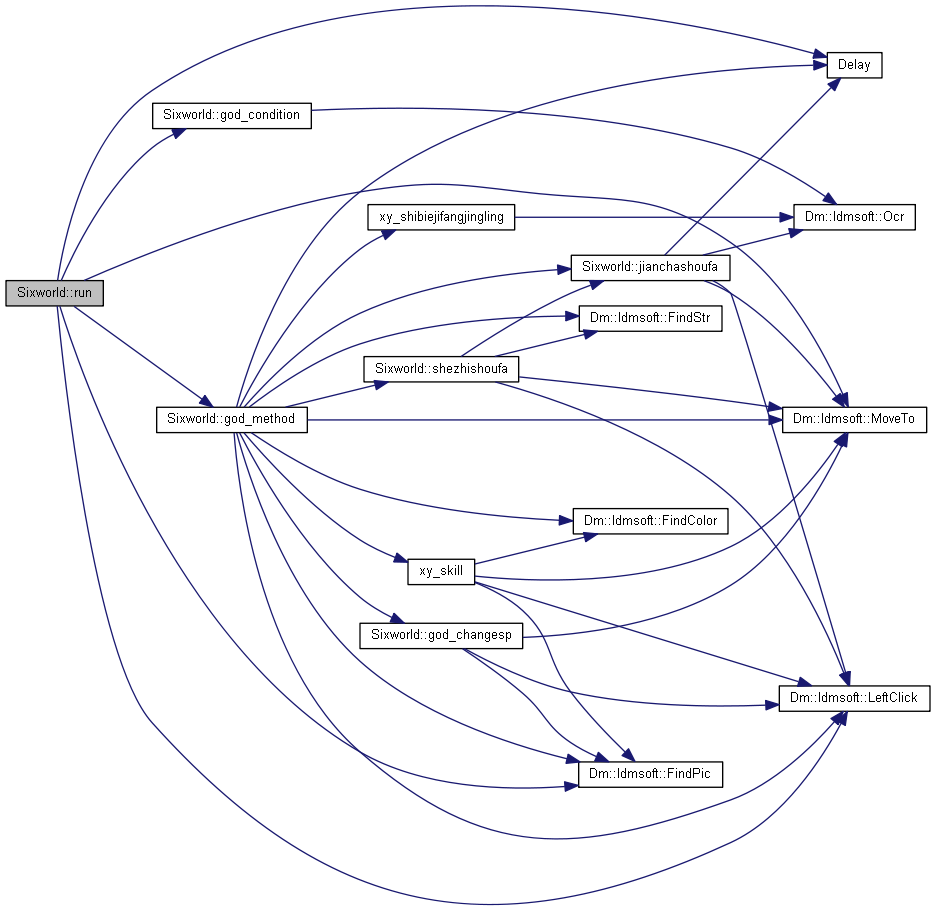 Delay
Sixworld::god_condition
xy_shibiejifangjingling
Dm::Idmsoft::Ocr
Sixworld::jianchashoufa
Sixworld::run
Dm::Idmsoft::FindStr
Sixworld::shezhishoufa
Sixworld::god_method
Dm::Idmsoft::MoveTo
Dm::Idmsoft::FindColor
xy_skill
Sixworld::god_changesp
Dm::Idmsoft::LeftClick
Dm::Idmsoft::FindPic